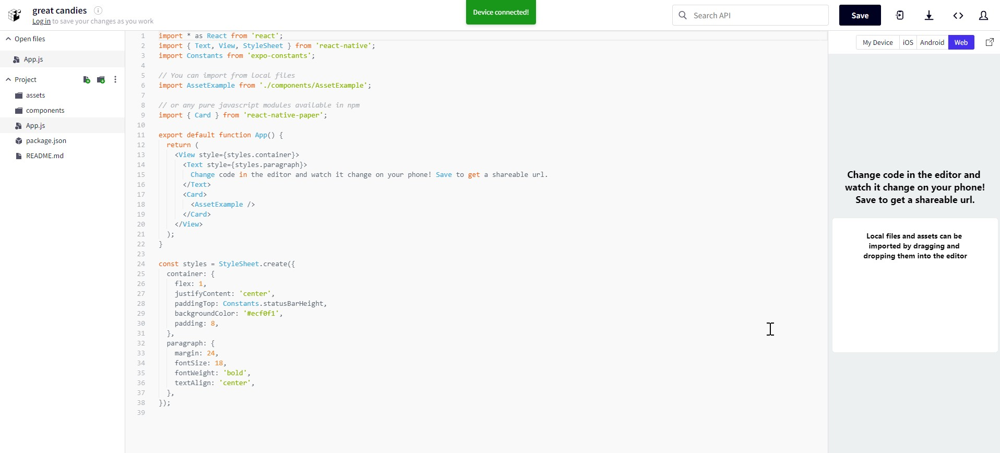 great candies
Log in to save your changes as you work
Device connected!
Search API
Save
Open files
App.js
Project
assets
components
App.js
package.json
README.md
1 import * as React from 'react';
2 import { Text, View, StyleSheet } from 'react-native';
3 import Constants from 'expo-constants';
4
5 // You can import from local files
6 import AssetExample from './components/AssetExample';
7
8 // or any pure javascript modules available in npm
9 import { Card } from 'react-native-paper';
10
11 export default function App() {
12   return (
13     <View style={styles.container}>
14       <Text style={styles.paragraph}>
15         Change code in the editor and watch it change on your phone! Save to get a shareable url.
16       </Text>
17       <Card>
18         <AssetExample />
19       </Card>
20     </View>
21   );
22 }
23
24 const styles = StyleSheet.create({
25   container: {
26     flex: 1,
27     justifyContent: 'center',
28     paddingTop: Constants.statusBarHeight,
29     backgroundColor: '#ecf0f1',
30     padding: 8,
31   },
32   paragraph: {
33     margin: 24,
34     fontSize: 18,
35     fontWeight: 'bold',
36     textAlign: 'center',
37   },
38 });
39
My Device iOS Android Web
Change code in the editor and
watch it change on your phone!
Save to get a shareable url.
Local files and assets can be
imported by dragging and
dropping them into the editor